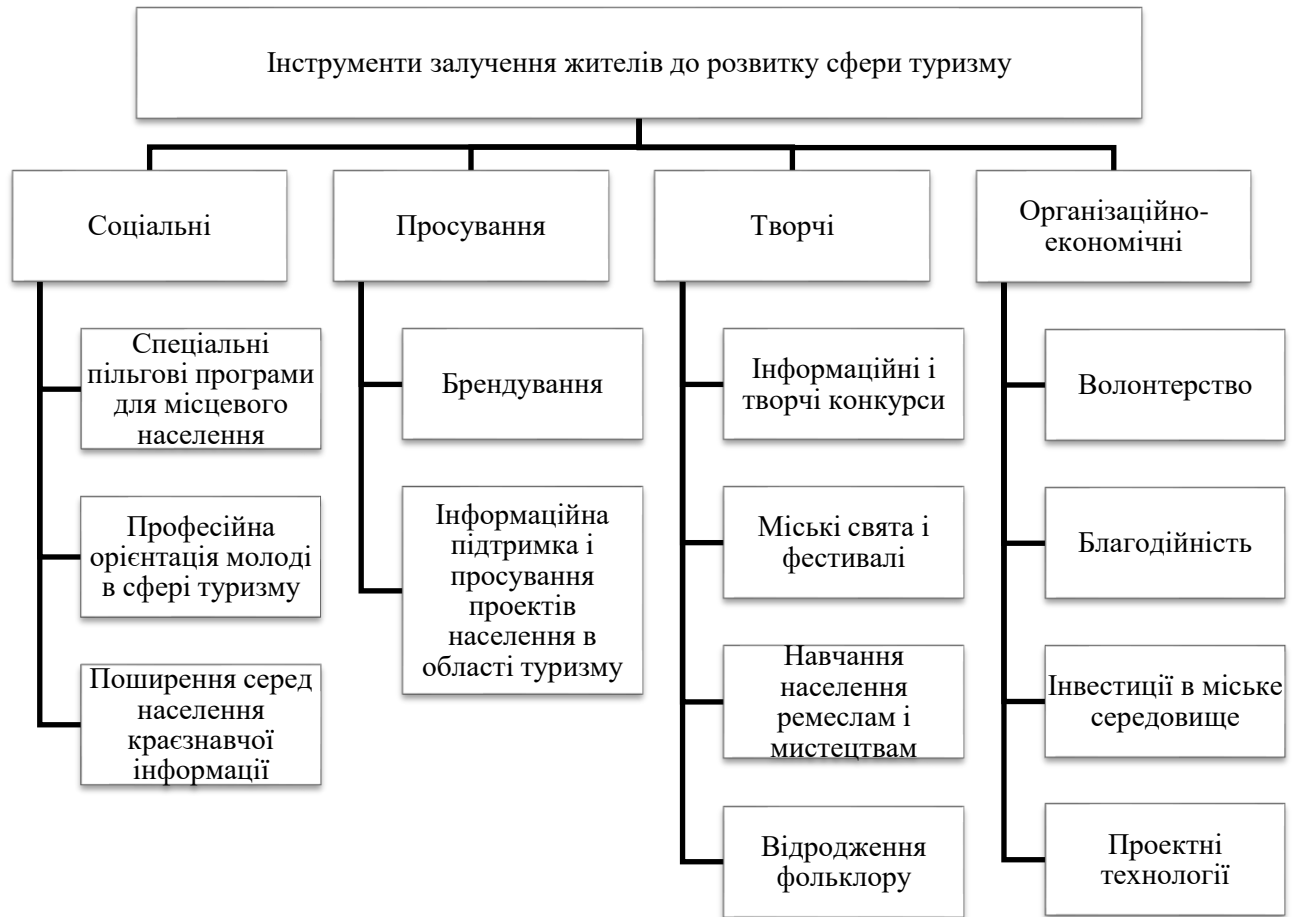 Інструменти залучення жителів до розвитку сфери туризму
Соціальні
Спеціальні
пільгові програми
для місцевого
населення
Професійна
орієнтація молоді
в сфері туризму
Поширення серед
населення
краєзнавчої
інформації
Просування
Брендування
Інформаційна
підтримка і
просування
проектів
населення в
області туризму
Творчі
Інформаційні і
творчі конкурси
Міські свята і
фестивалі
Навчання
населення
ремеслам і
мистецтвам
Відродження
фольклору
Організаційно-
економічні
Волонтерство
Благодійність
Інвестиції в міське
середовище
Проектні
технології